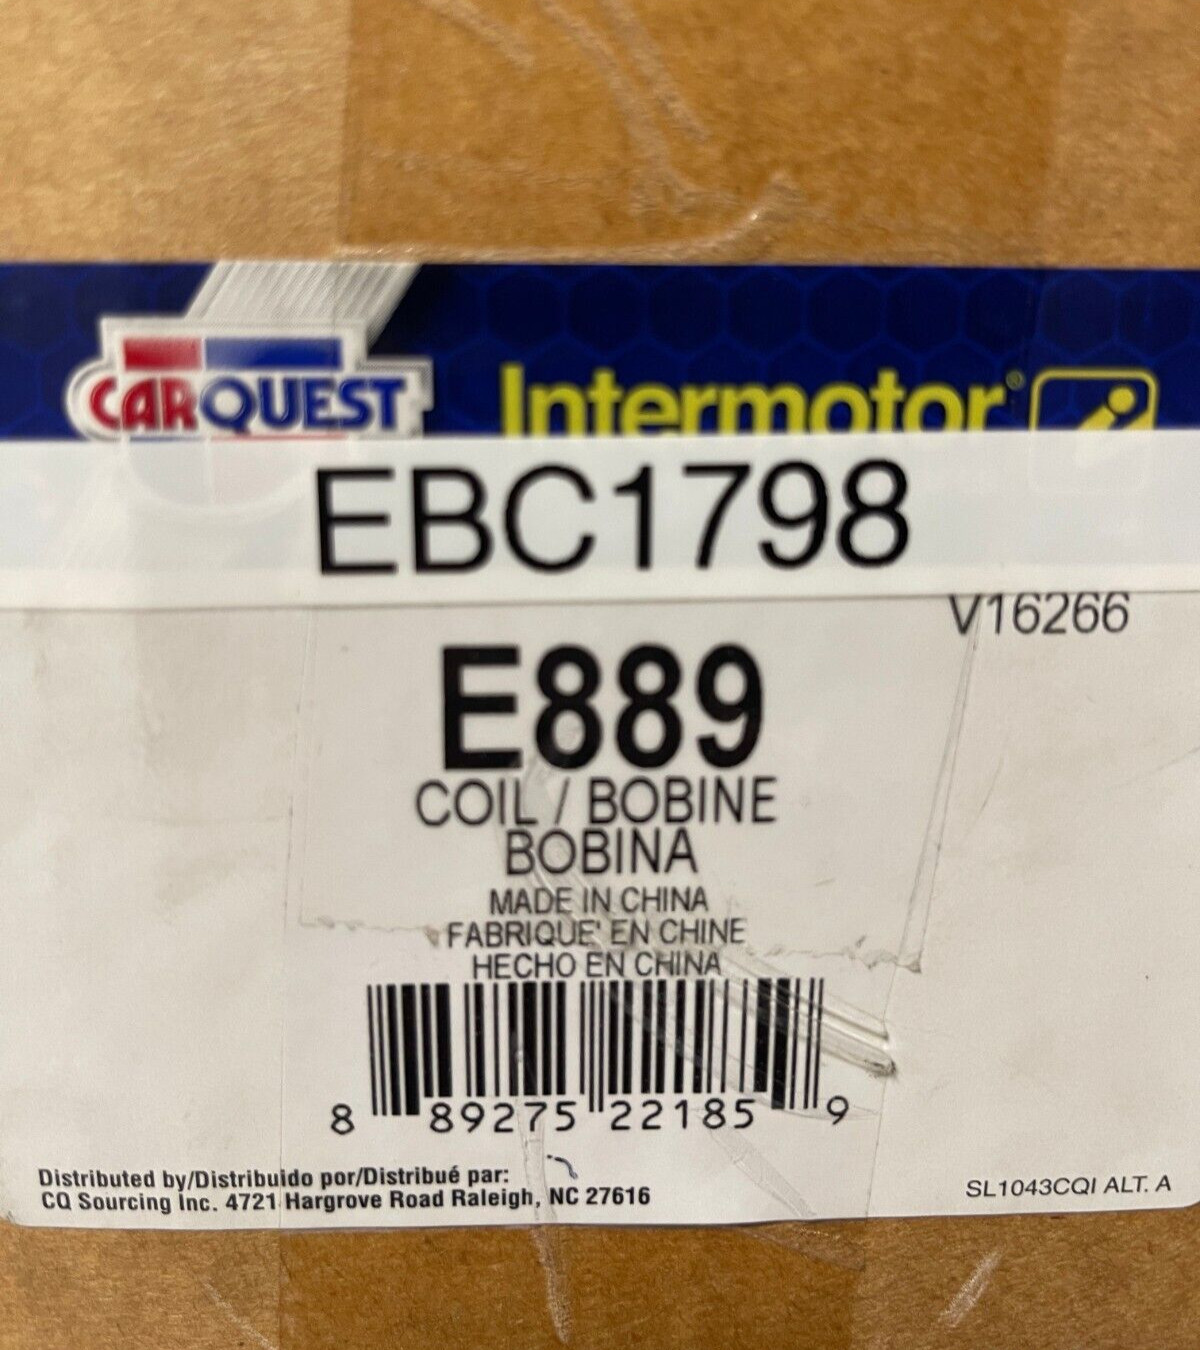 CARQUEST
Intermotor®
EBC1798
V16266
E889
COIL / BOBINE
BOBINA
MADE IN CHINA
FABRIQUE' EN CHINE
HECHO EN CHINA
8 89275 22185 9
Distributed by/Distribuido por/Distribué par:
CQ Sourcing Inc. 4721 Hargrove Road Raleigh, NC 27616
SL1043CQI ALT. A